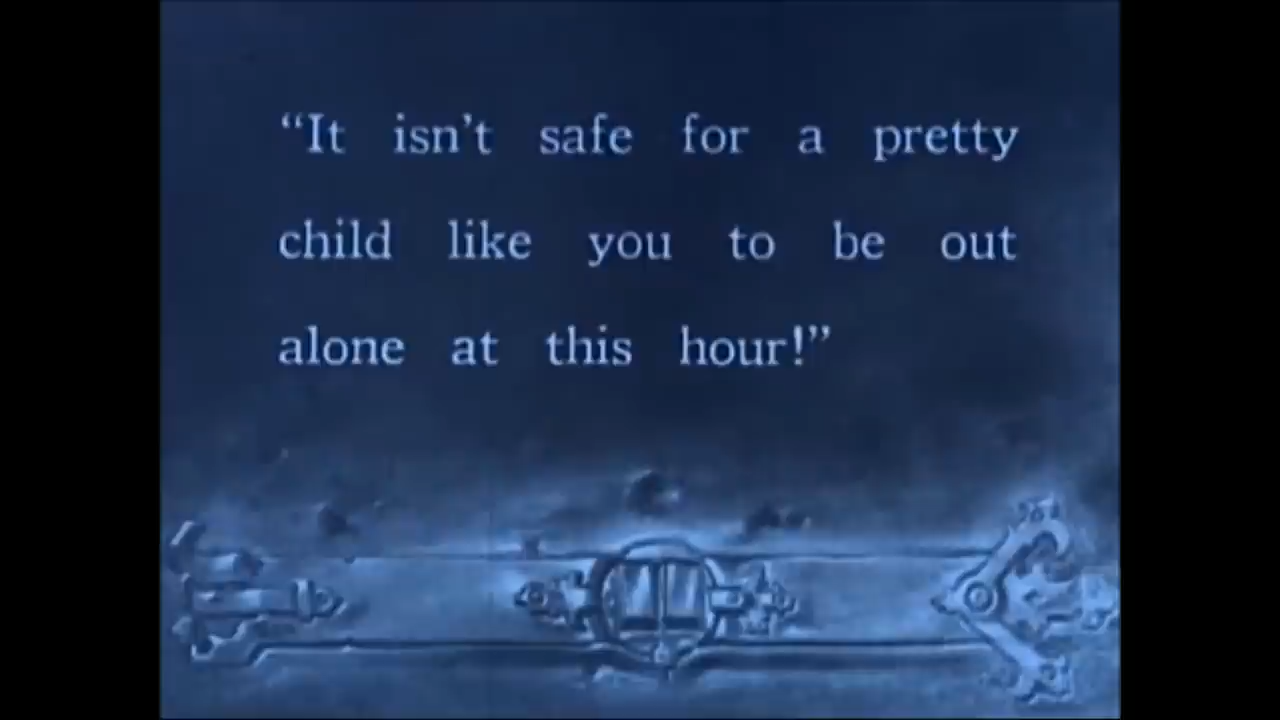 “It isn’t safe for a pretty
child like you to be out
alone at this hour!”